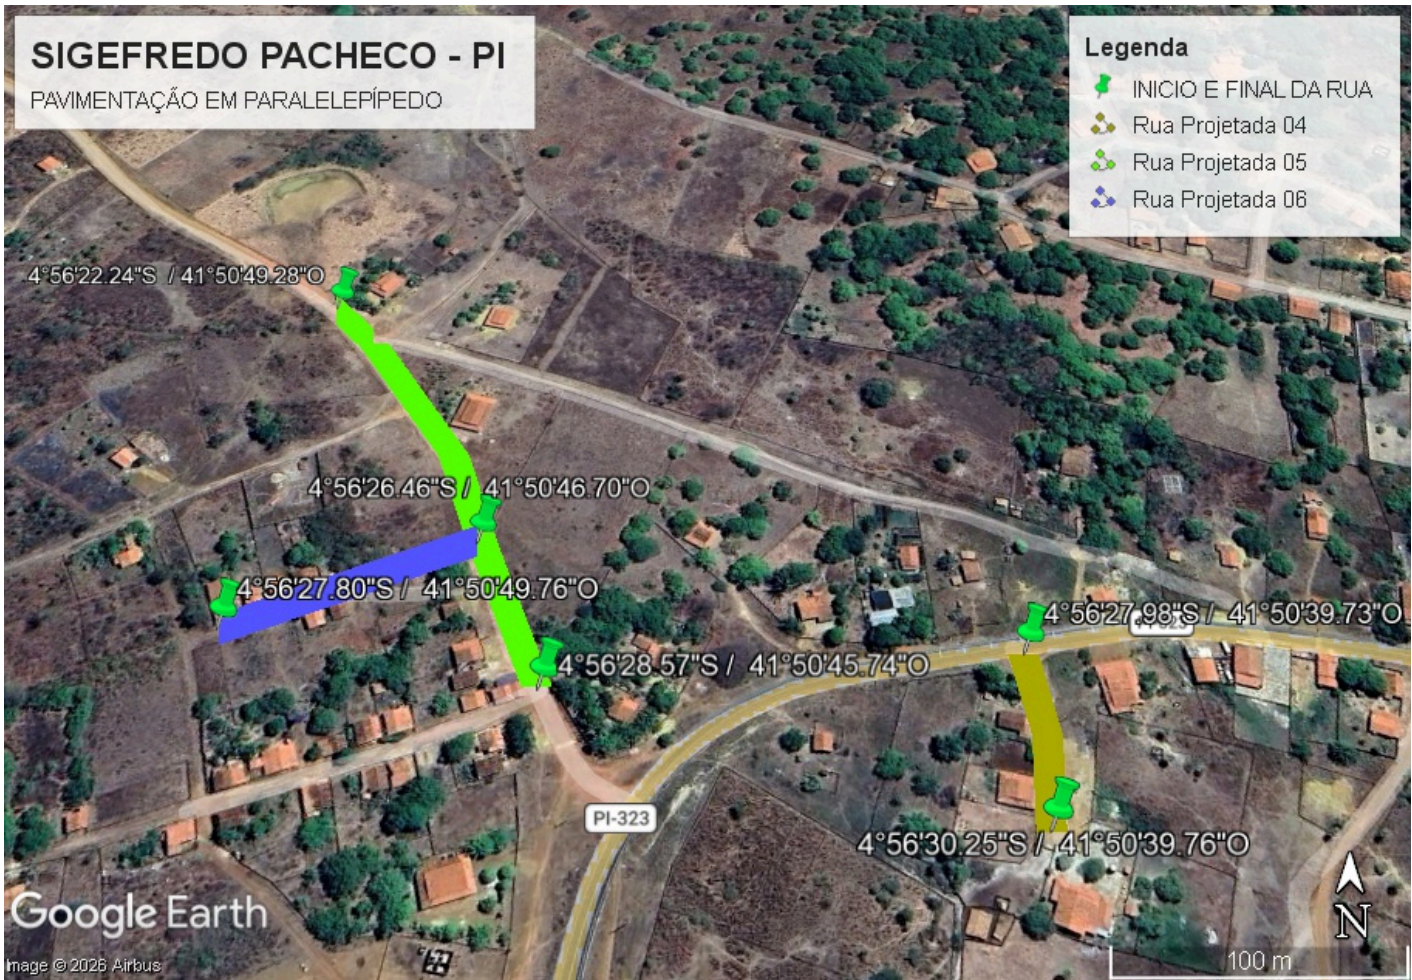 SIGEFREDO PACHECO - PI
PAVIMENTAÇÃO EM PARALELEPÍPEDO
Legenda
INICIO E FINAL DA RUA
Rua Projetada 04
Rua Projetada 05
Rua Projetada 06
4°56'22.24"S / 41°50'49.28"O
4°56'26.46"S / 41°50'46.70"O
4°56'27.80"S / 41°50'49.76"O
4°56'27.98"S / 41°50'39.73"O
4°56'28.57"S / 41°50'45.74"O
PI-323
4°56'30.25"S / 41°50'39.76"O
Google Earth
N
100 m
Image © 2026 Airbus